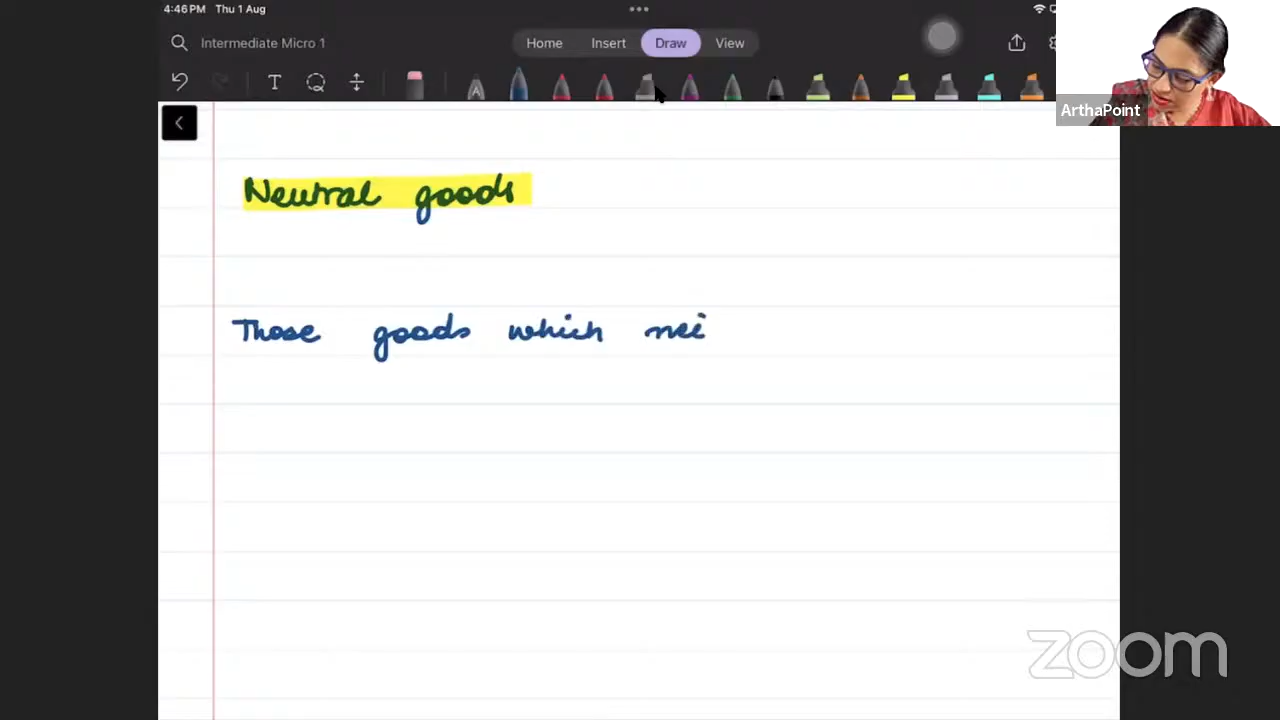 4:46 PM Thu 1 Aug
Intermediate Micro 1
Home Insert Draw View
T
ArthaPoint
Neutral goods
Those goods which nei
zoom